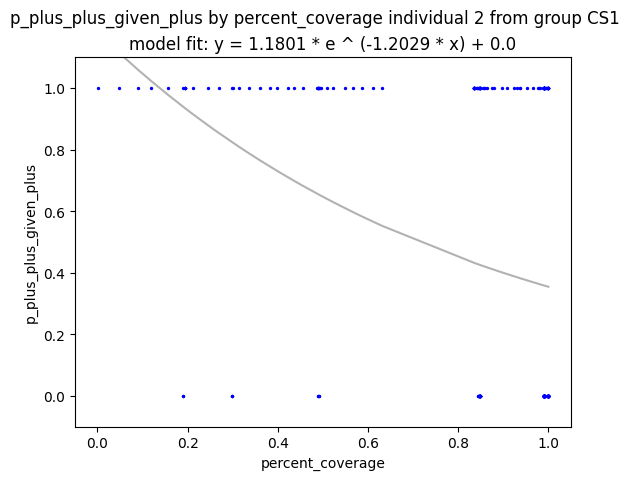 p_plus_plus_given_plus by percent_coverage individual 2 from group CS1
model fit: y = 1.1801 * e ^ (-1.2029 * x) + 0.0
p_plus_plus_given_plus
1.0
0.8
0.6
0.4
0.2
0.0
0.0 0.2 0.4 0.6 0.8 1.0
percent_coverage